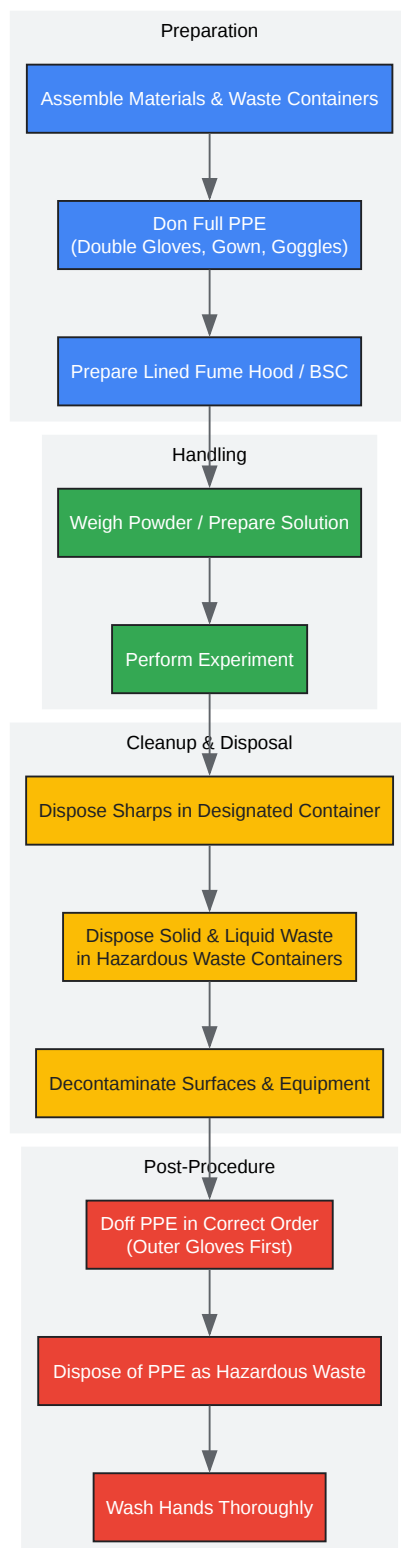 Preparation
Assemble Materials & Waste Containers
Don Full PPE
(Double Gloves, Gown, Goggles)
Prepare Lined Fume Hood / BSC
Handling
Weigh Powder / Prepare Solution
Perform Experiment
Cleanup & Disposal
Dispose Sharps in Designated Container
Dispose Solid & Liquid Waste
in Hazardous Waste Containers
Decontaminate Surfaces & Equipment
Post-Procedure
Doff PPE in Correct Order
(Outer Gloves First)
Dispose of PPE as Hazardous Waste
Wash Hands Thoroughly